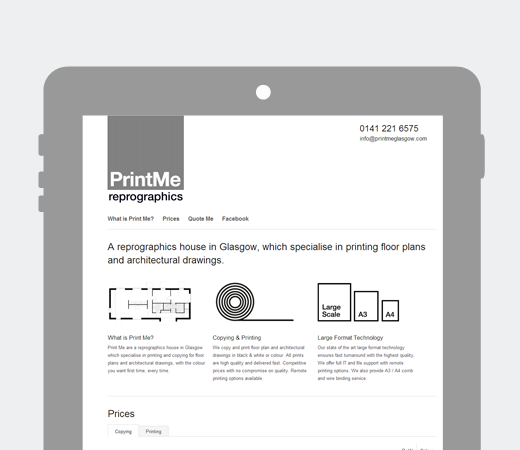 PrintMe
reprographics
0141 221 6575
info@printmeglasgow.com
What is Print Me? Prices Quote Me Facebook
A reprographics house in Glasgow, which specialise in printing floor plans
and architectural drawings.
Large
Scale
A3
A4
What is Print Me?
Print Me are a reprographics house in Glasgow
which specialise in printing and copying for floor
plans and architectural drawings, with the colour
you want first time, every time.
Copying & Printing
We copy and print floor plan and architectural
drawings in black & white or colour. All prints
are high quality and delivered fast. Competitive
prices with no compromise on quality. Remote
printing options available.
Large Format Technology
Our state of the art large format technology
ensures fast turnaround with the highest quality.
We offer full IT and file support with remote
printing options. We also provide A3 / A4 comb
and wire binding service.
Prices
Copying Printing